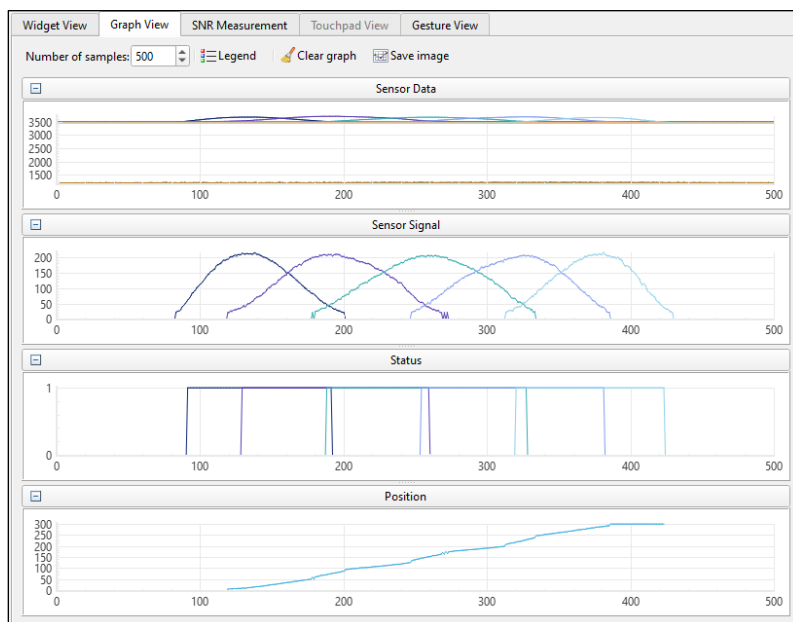 Widget View Graph View SNR Measurement Touchpad View Gesture View
Number of samples: 500 Legend Clear graph Save image
Sensor Data
3500
3000
2500
2000
1500
0 100 200 300 400 500
Sensor Signal
200
150
100
50
0
0 100 200 300 400 500
Status
1
0
0 100 200 300 400 500
Position
300
250
200
150
100
50
0
0 100 200 300 400 500